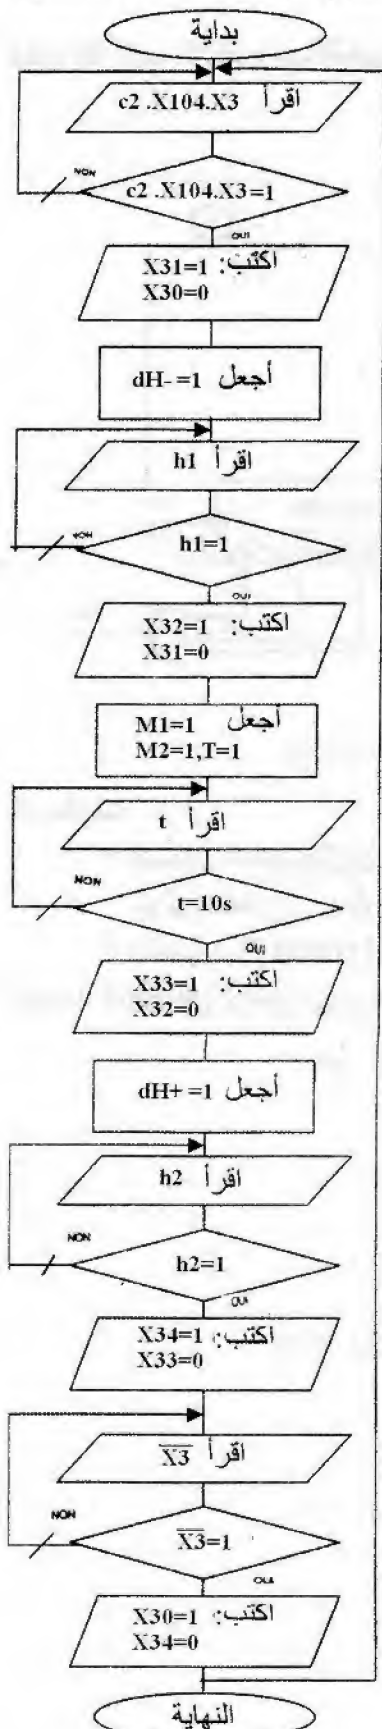 بداية
اقرأ c2 .X104.X3
NON
c2 .X104.X3=1
OUI
اكتب: X31=1
X30=0
أجعل dH- =1
اقرأ h1
NON
h1=1
OUI
اكتب: X32=1
X31=0
أجعل M1=1
M2=1,T=1
اقرأ t
NON
t=10s
OUI
اكتب: X33=1
X32=0
أجعل dH+ =1
اقرأ h2
NON
h2=1
OUI
اكتب: X34=1
X33=0
اقرأ X̅3̅
NON
X̅3̅=1
OUI
اكتب: X30=1
X34=0
النهاية